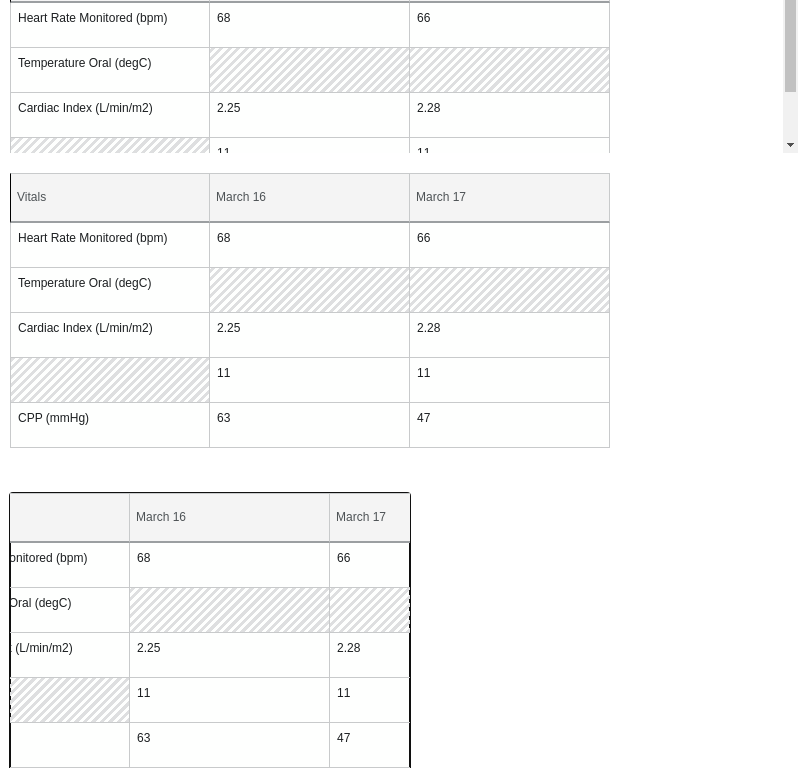 Heart Rate Monitored (bpm) 68 66
Temperature Oral (degC)
Cardiac Index (L/min/m2) 2.25 2.28
11 11
Vitals March 16 March 17
Heart Rate Monitored (bpm) 68 66
Temperature Oral (degC)
Cardiac Index (L/min/m2) 2.25 2.28
11 11
CPP (mmHg) 63 47
March 16 March 17
onitored (bpm) 68 66
Oral (degC)
(L/min/m2) 2.25 2.28
11 11
63 47